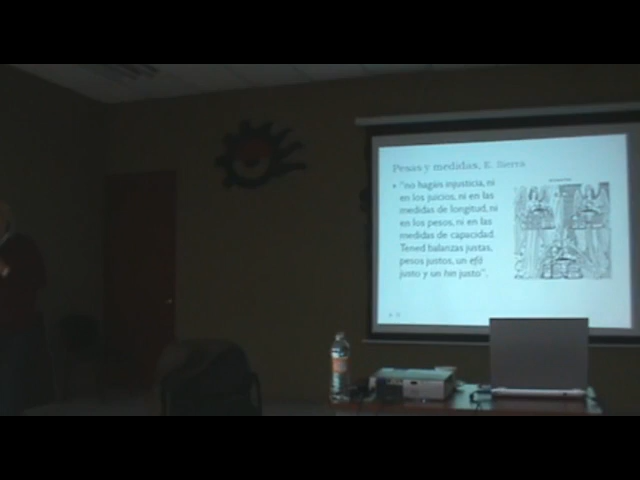 Pesas y medidas, E. Sierra
"no hagáis injusticia, ni
en los juicios, ni en las
medidas de longitud, ni
en los pesos, ni en las
medidas de capacidad.
Tened balanzas justas,
pesos justos, un efá
justo y un hin justo".